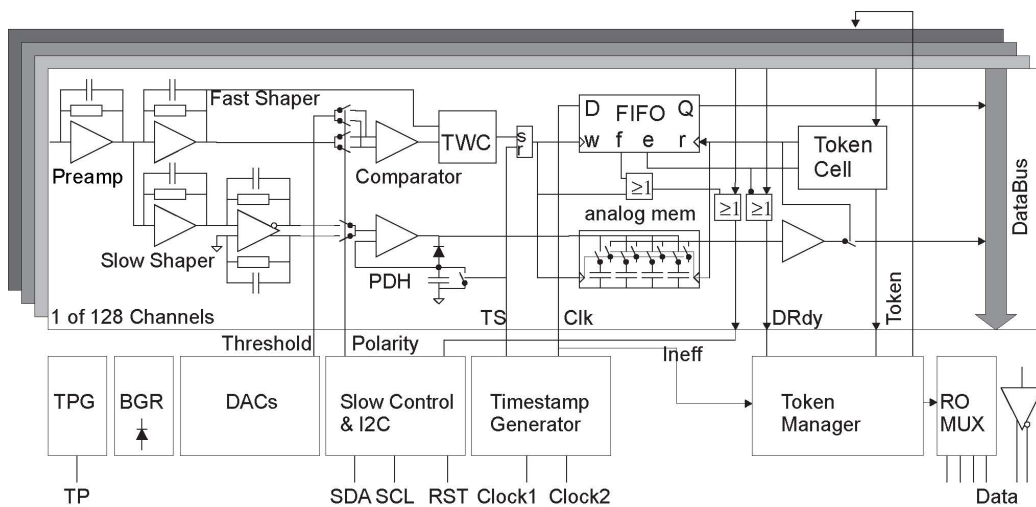 Fast Shaper
D FIFO Q
w f e r
TWC
s
r
Token
Cell
Preamp
Comparator
≥1
≥1
≥1
analog mem
DataBus
Slow Shaper
PDH
1 of 128 Channels
TS
Clk
DRdy
Token
Threshold
Polarity
Ineff
TPG
BGR
DACs
Slow Control
& I2C
Timestamp
Generator
Token
Manager
RO
MUX
TP
SDA
SCL
RST
Clock1
Clock2
Data